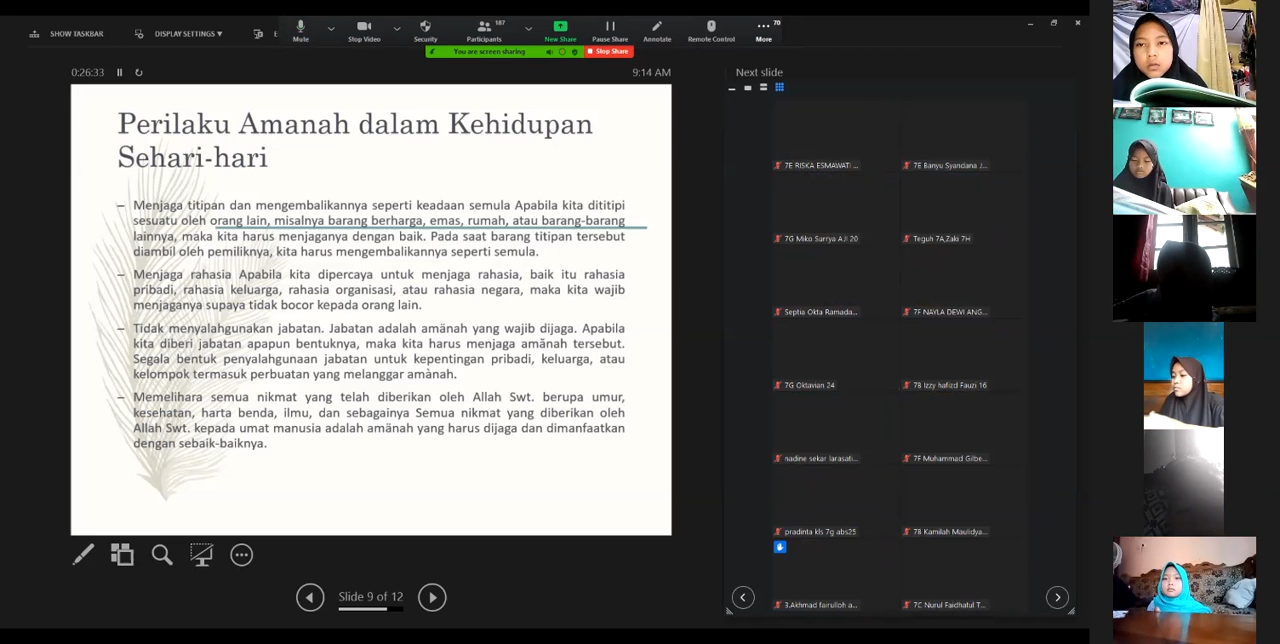 SHOW TASKBAR
DISPLAY SETTINGS ▼
E
Mute
Stop Video
Security
187
Participants
New Share
Pause Share
Annotate
Remote Control
70
More
You are screen sharing
Stop Share
0:26:33
9:14 AM
Next slide
Perilaku Amanah dalam Kehidupan
Sehari-hari
– Menjaga titipan dan mengembalikannya seperti keadaan semula Apabila kita dititipi
sesuatu oleh orang lain, misalnya barang berharga, emas, rumah, atau barang-barang
lainnya, maka kita harus menjaganya dengan baik. Pada saat barang titipan tersebut
diambil oleh pemiliknya, kita harus mengembalikannya seperti semula.
– Menjaga rahasia Apabila kita dipercaya untuk menjaga rahasia, baik itu rahasia
pribadi, rahasia keluarga, rahasia organisasi, atau rahasia negara, maka kita wajib
menjaganya supaya tidak bocor kepada orang lain.
– Tidak menyalahgunakan jabatan. Jabatan adalah amänah yang wajib dijaga. Apabila
kita diberi jabatan apapun bentuknya, maka kita harus menjaga amănah tersebut.
Segala bentuk penyalahgunaan jabatan untuk kepentingan pribadi, keluarga, atau
kelompok termasuk perbuatan yang melanggar amànah.
– Memelihara semua nikmat yang telah diberikan oleh Allah Swt. berupa umur,
kesehatan, harta benda, ilmu, dan sebagainya Semua nikmat yang diberikan oleh
Allah Swt. kepada umat manusia adalah amänah yang harus dijaga dan dimanfaatkan
dengan sebaik-baiknya.
Slide 9 of 12
7E RISKA ESMAWATI ...
7E Banyu Syandana J...
7G Miko Surrya AJI 20
Teguh 7A,Zaki 7H
Septia Okta Ramada...
7F NAYLA DEWI ANG...
7G Oktavian 24
7B Izzy hafizd Fauzi 16
nadine sekar larasati...
7F Muhammad Gilbe...
pradinta kls 7g abs25
7B Kamilah Maulidya...
3.Akhmad fairulloh a...
7C Nurul Faidhatul T...